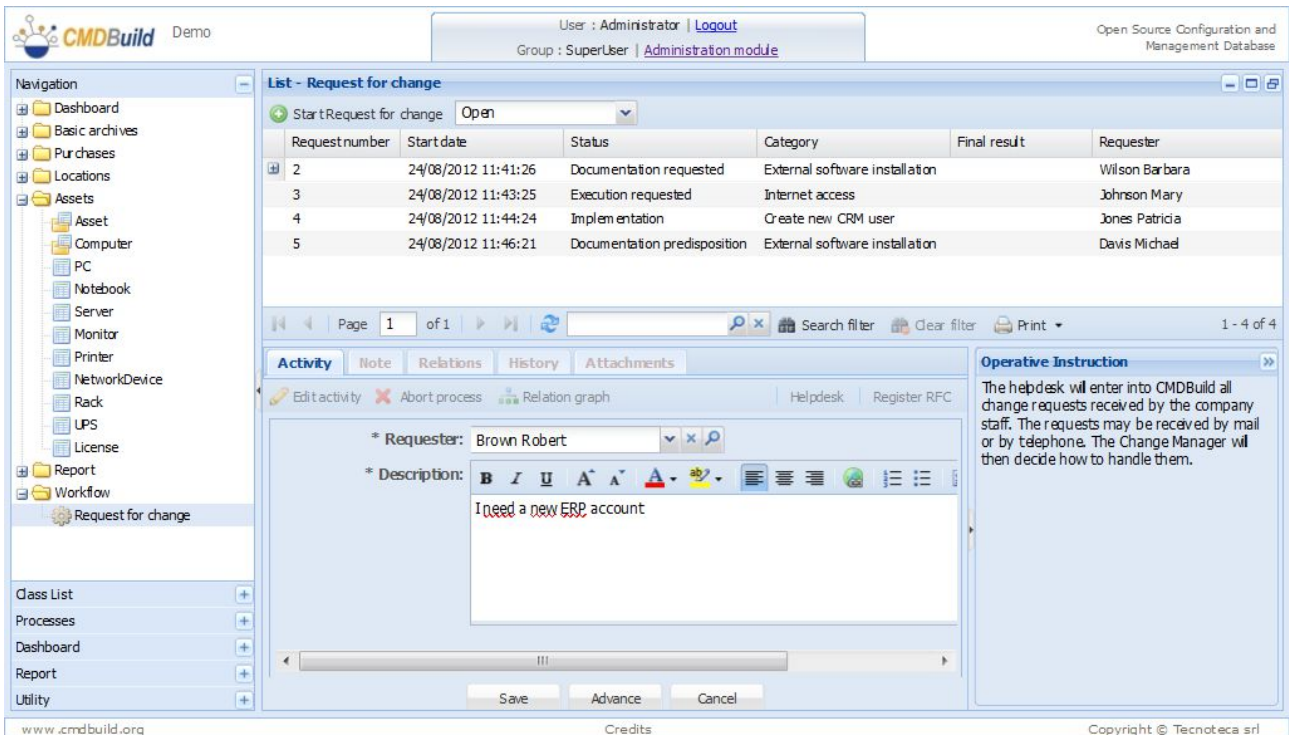 CMDBuild Demo
User : Administrator | Logout
Group : SuperUser | Administration module
Open Source Configuration and
Management Database
Navigation
Dashboard
Basic archives
Purchases
Locations
Assets
Asset
Computer
PC
Notebook
Server
Monitor
Printer
NetworkDevice
Rack
UPS
License
Report
Workflow
Request for change
Class List
Processes
Dashboard
Report
Utility
List - Request for change
Start Request for change Open
Request number Start date Status Category Final result Requester
2 24/08/2012 11:41:26 Documentation requested External software installation Wilson Barbara
3 24/08/2012 11:43:25 Execution requested Internet access Johnson Mary
4 24/08/2012 11:44:24 Implementation Create new CRM user Jones Patricia
5 24/08/2012 11:46:21 Documentation predisposition External software installation Davis Michael
Page 1 of 1 Search filter Clear filter Print 1 - 4 of 4
Activity Note Relations History Attachments
Edit activity Abort process Relation graph Helpdesk Register RFC
* Requester: Brown Robert
* Description: B I U A A A ab
I need a new ERP account
Save Advance Cancel
Operative Instruction
The helpdesk will enter into CMDBuild all
change requests received by the company
staff. The requests may be received by mail
or by telephone. The Change Manager will
then decide how to handle them.
www.cmdbuild.org Credits Copyright © Tecnoteca srl